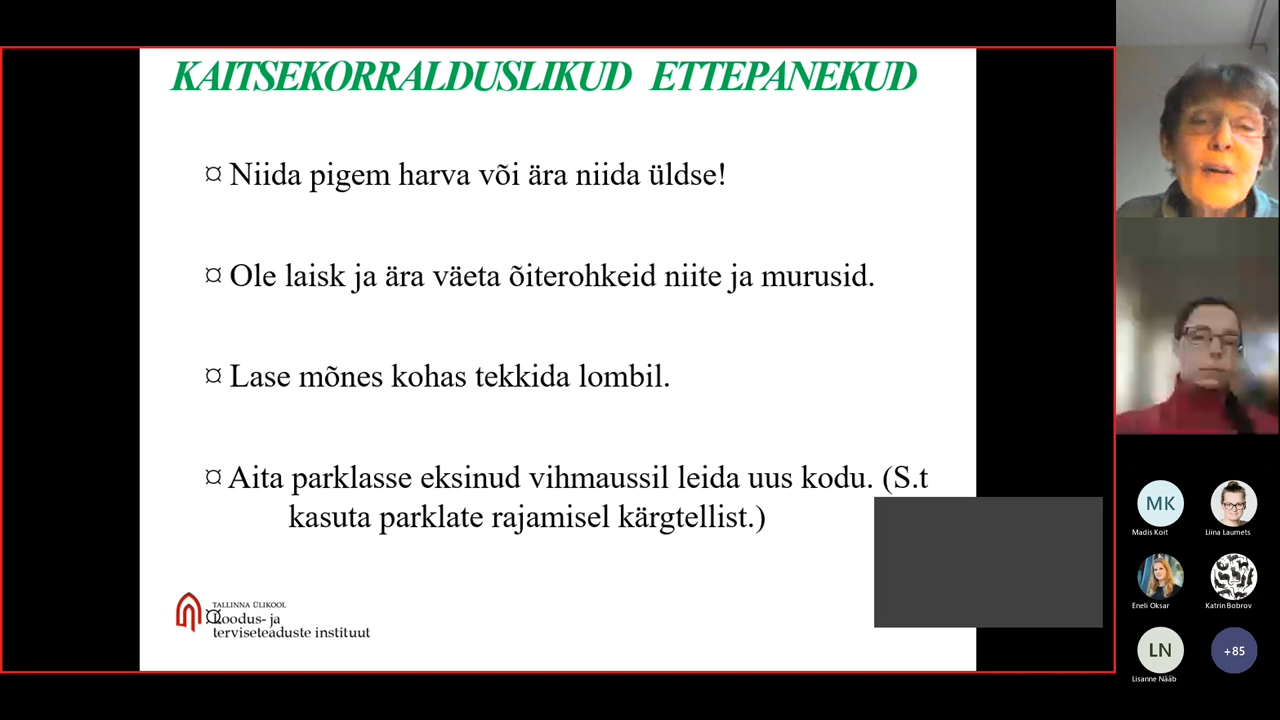 KAITSEKORRALDUSLIKUD ETTEPANEKUD
¤ Niida pigem harva või ära niida üldse!
¤ Ole laisk ja ära väeta õiterohkeid niite ja murusid.
¤ Lase mõnes kohas tekkida lombil.
¤ Aita parklasse eksinud vihmaussil leida uus kodu. (S.t
kasuta parklate rajamisel kärgtellist.)
TALLINNA ÜLIKOOL
¤
Loodus- ja
terviseteaduste instituut
MK
Madis Koit
Liina Laumets
Eneli Oksar
Katrin Bobrov
LN
+85
Lisanne Nääb